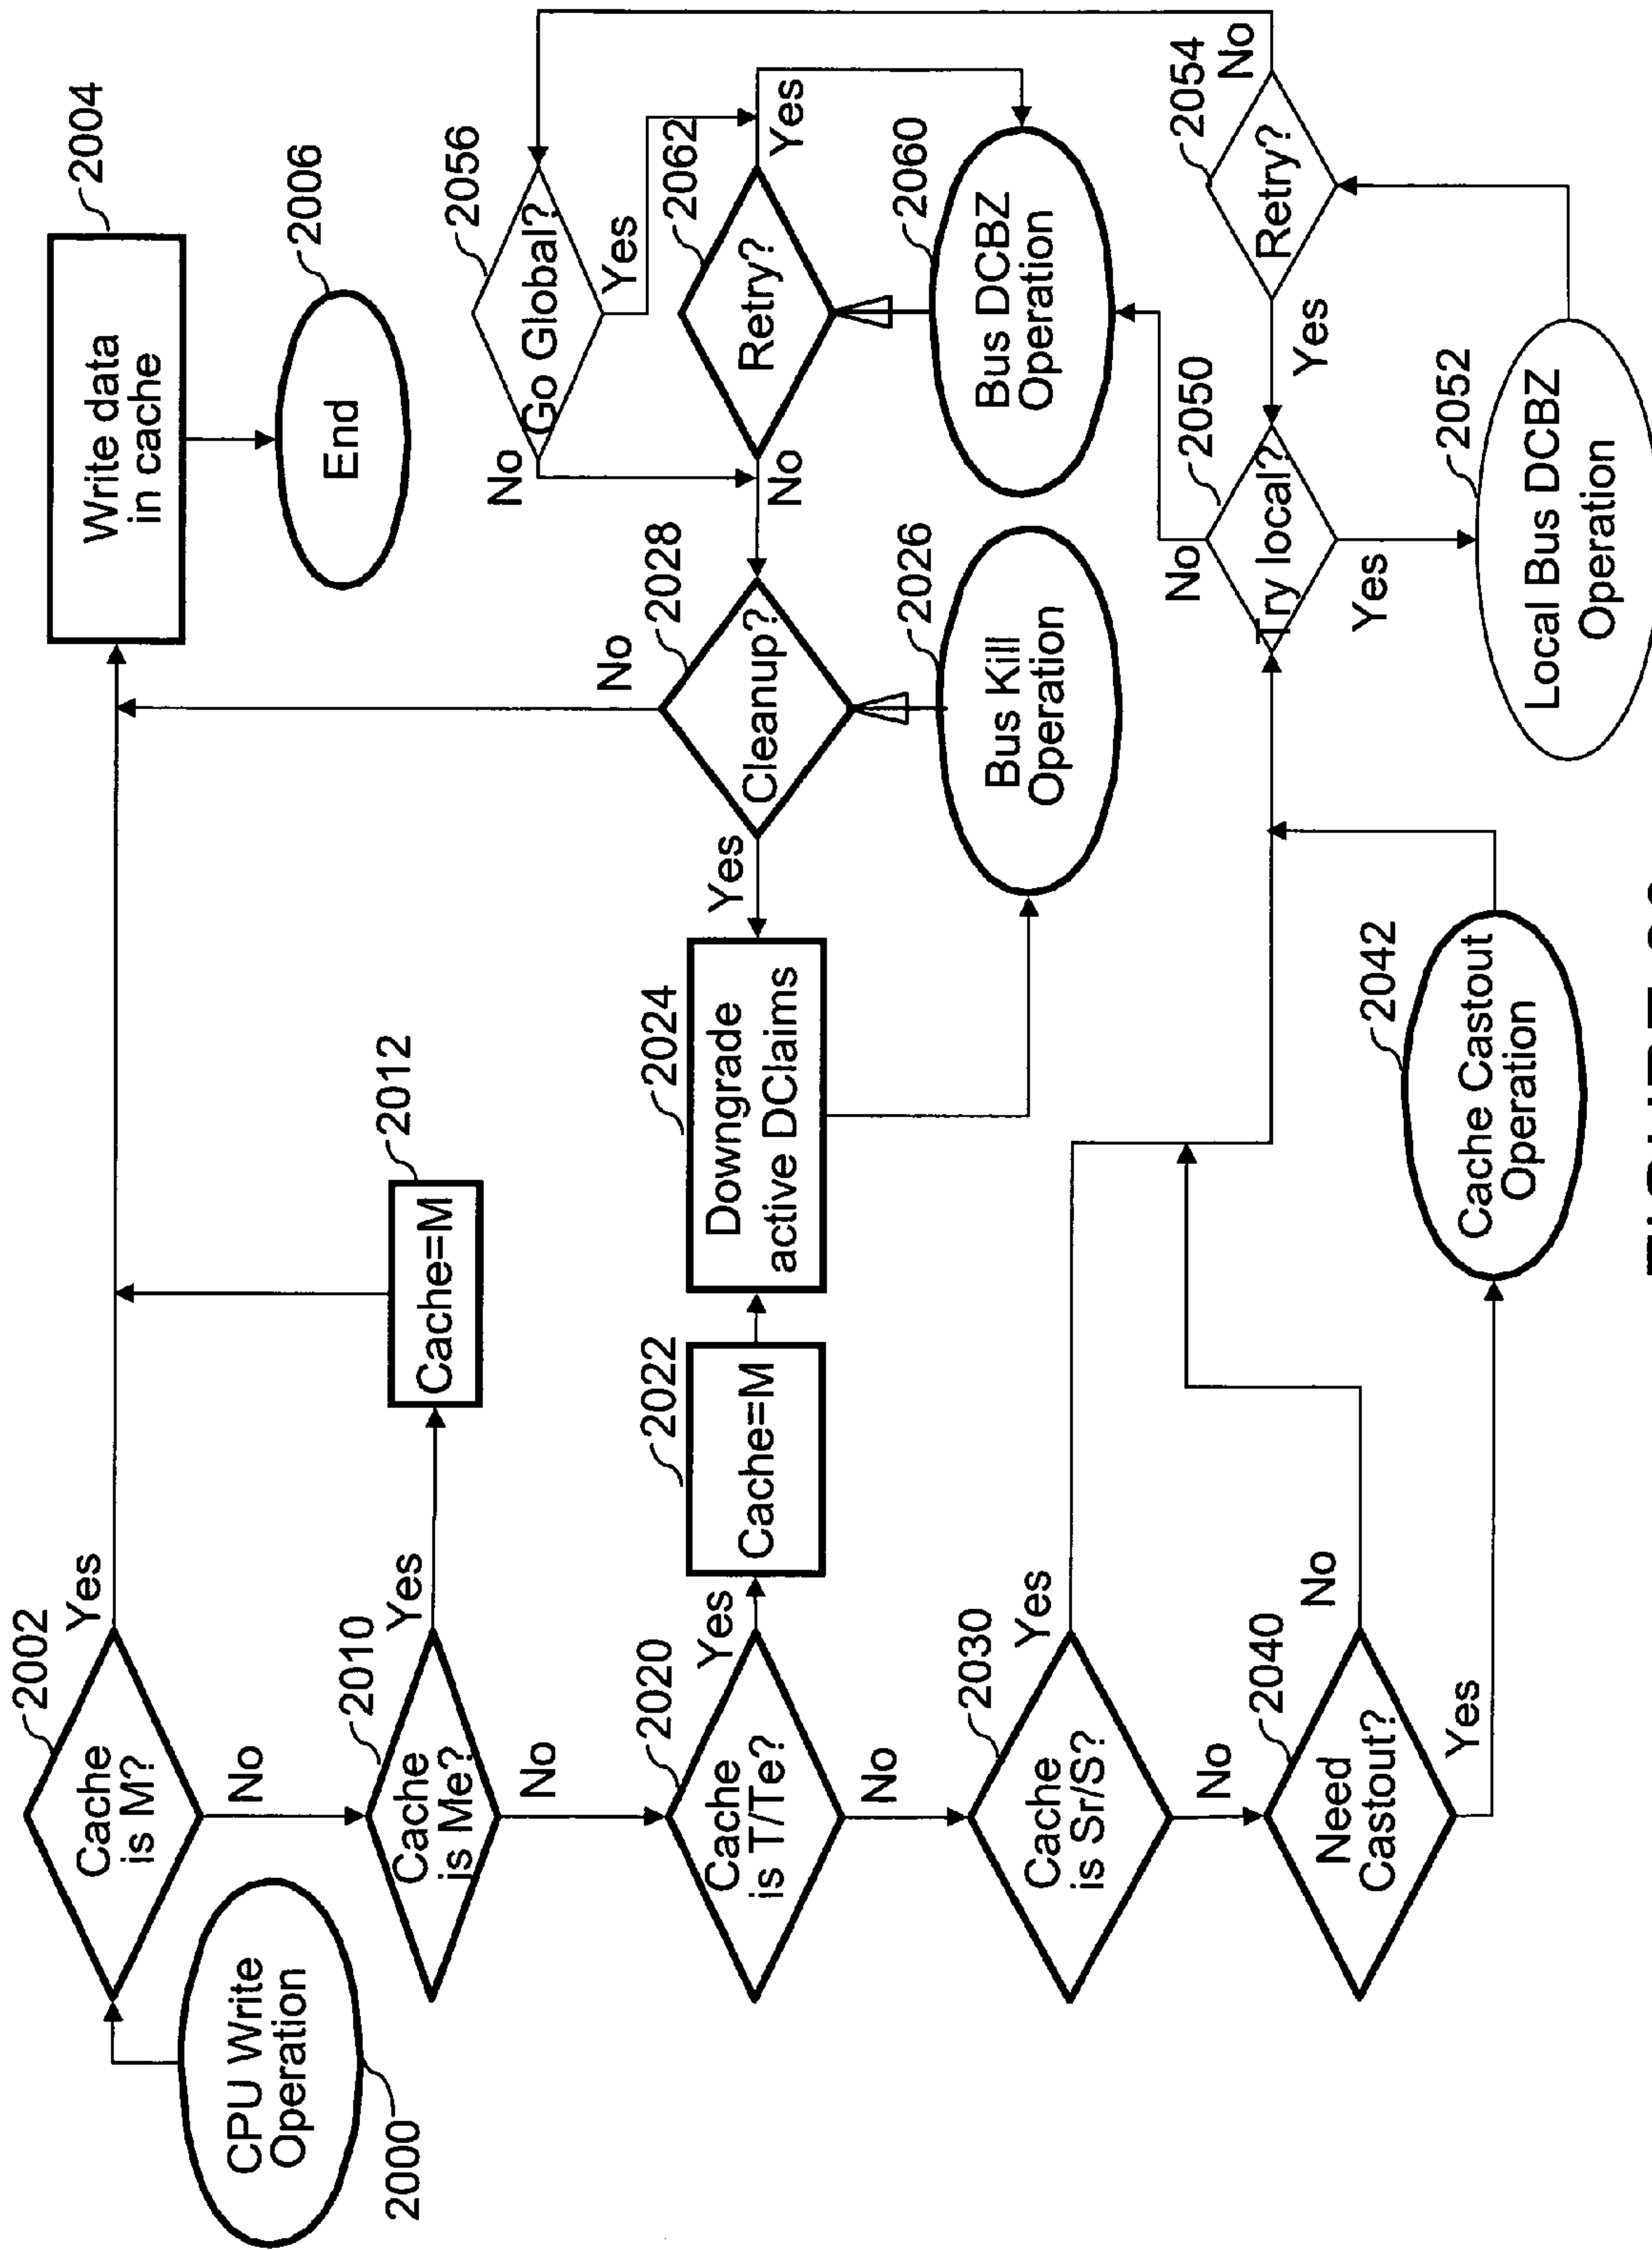 CPU Write
Operation
2000
Cache
is M?
2002
Yes
No
Write data
in cache
2004
End
2006
Cache
is Me?
2010
Yes
No
Cache=M
2012
Cache
is T/Te?
2020
Yes
No
Cache=M
2022
Downgrade
active DClaims
2024
Yes
Cleanup?
2028
No
Bus Kill
Operation
2026
Go Global?
2056
No
Yes
Retry?
2062
No
Yes
Bus DCBZ
Operation
2060
Cache
is Sr/S?
2030
Yes
No
Need
Castout?
2040
No
Yes
Cache Castout
Operation
2042
Try local?
2050
No
Yes
Retry?
2054
No
Yes
Local Bus DCBZ
Operation
2052